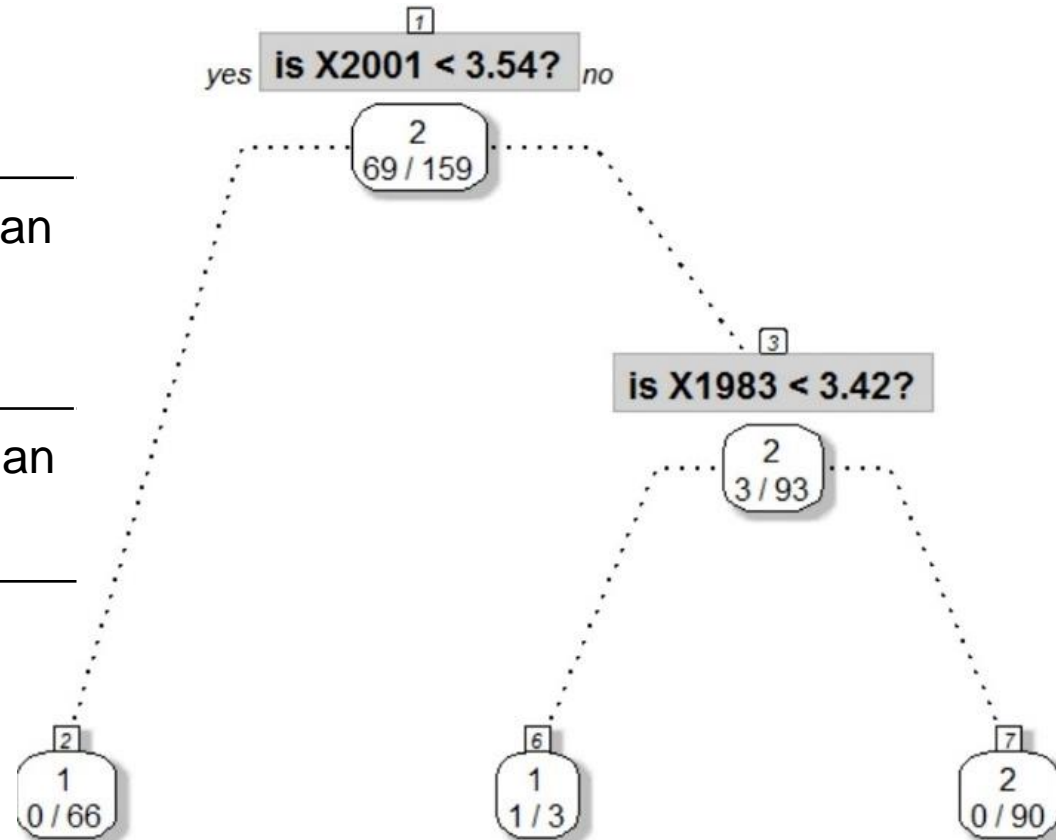 1
yes is X2001 < 3.54? no
2
69 / 159
an
3
is X1983 < 3.42?
an
2
3 / 93
2
1
0 / 66
6
1
1 / 3
7
2
0 / 90